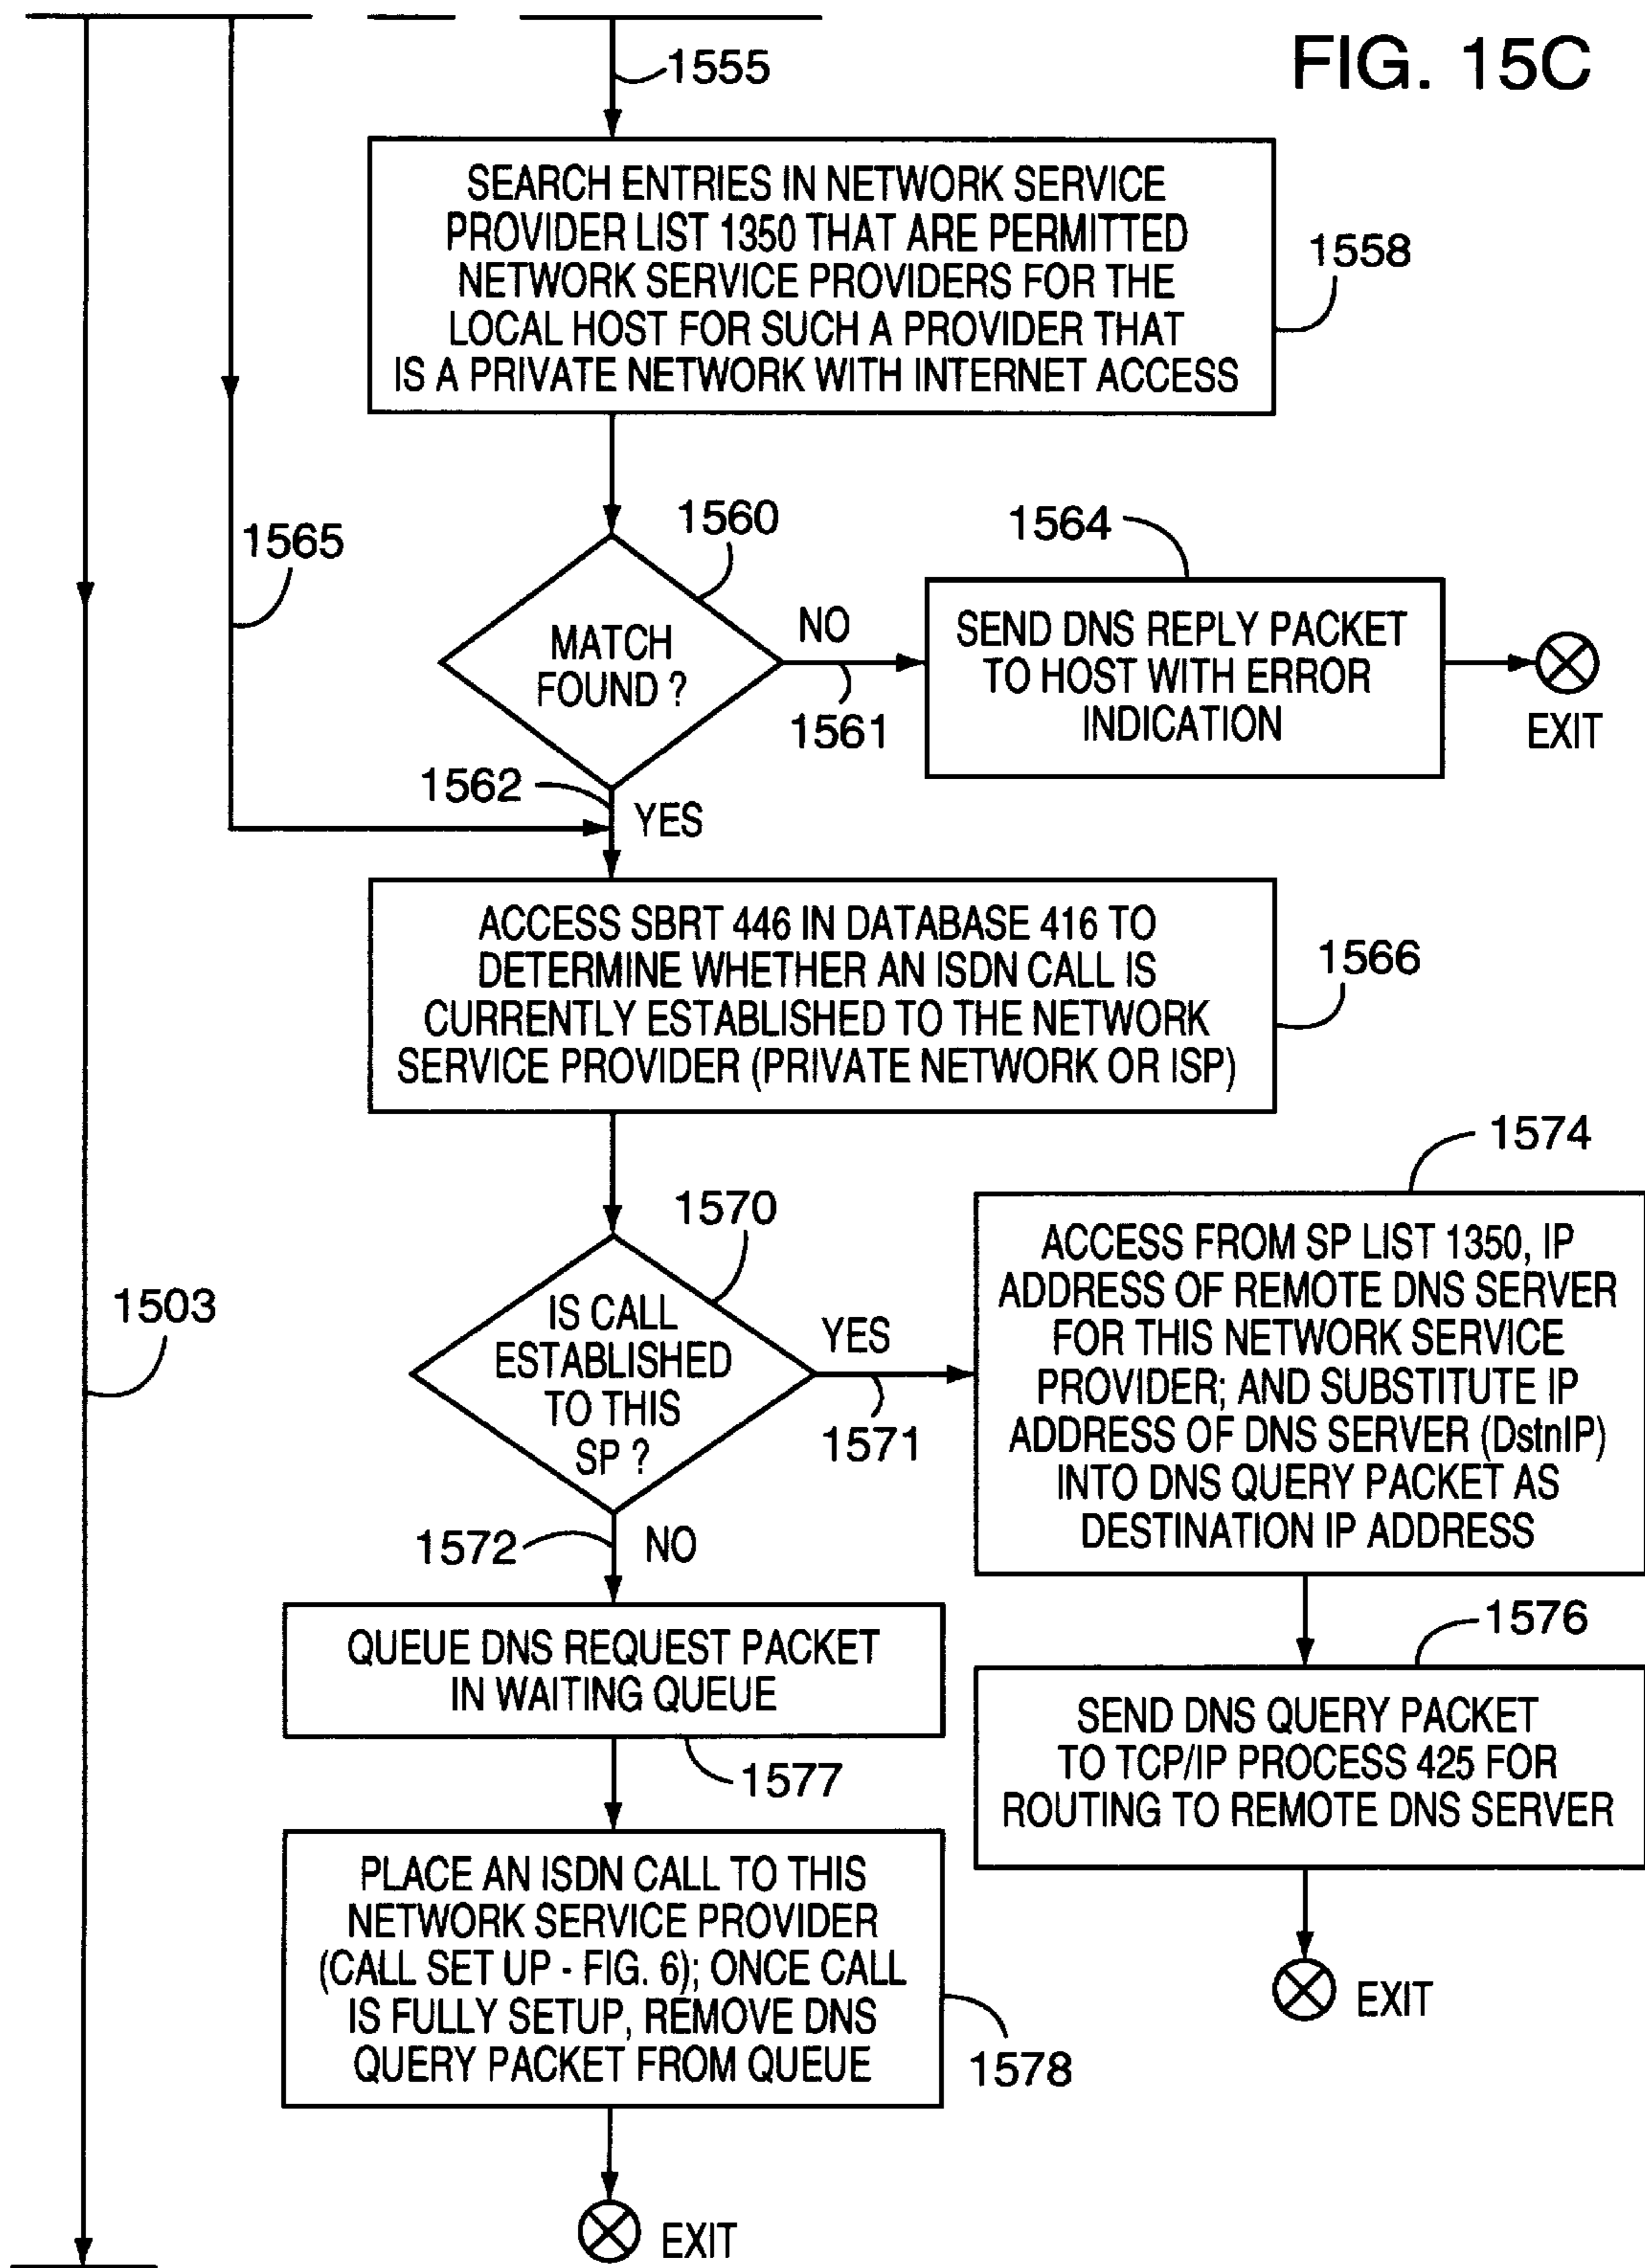 FIG. 15C
1555
SEARCH ENTRIES IN NETWORK SERVICE
PROVIDER LIST 1350 THAT ARE PERMITTED
NETWORK SERVICE PROVIDERS FOR THE
LOCAL HOST FOR SUCH A PROVIDER THAT
IS A PRIVATE NETWORK WITH INTERNET ACCESS
1558
1565
1560
MATCH
FOUND ?
NO
1561
1564
SEND DNS REPLY PACKET
TO HOST WITH ERROR
INDICATION
EXIT
1562
YES
ACCESS SBRT 446 IN DATABASE 416 TO
DETERMINE WHETHER AN ISDN CALL IS
CURRENTLY ESTABLISHED TO THE NETWORK
SERVICE PROVIDER (PRIVATE NETWORK OR ISP)
1566
1503
1570
IS CALL
ESTABLISHED
TO THIS
SP ?
YES
1571
1574
ACCESS FROM SP LIST 1350, IP
ADDRESS OF REMOTE DNS SERVER
FOR THIS NETWORK SERVICE
PROVIDER; AND SUBSTITUTE IP
ADDRESS OF DNS SERVER (DstnIP)
INTO DNS QUERY PACKET AS
DESTINATION IP ADDRESS
1572
NO
QUEUE DNS REQUEST PACKET
IN WAITING QUEUE
1577
1576
SEND DNS QUERY PACKET
TO TCP/IP PROCESS 425 FOR
ROUTING TO REMOTE DNS SERVER
EXIT
PLACE AN ISDN CALL TO THIS
NETWORK SERVICE PROVIDER
(CALL SET UP - FIG. 6); ONCE CALL
IS FULLY SETUP, REMOVE DNS
QUERY PACKET FROM QUEUE
1578
EXIT